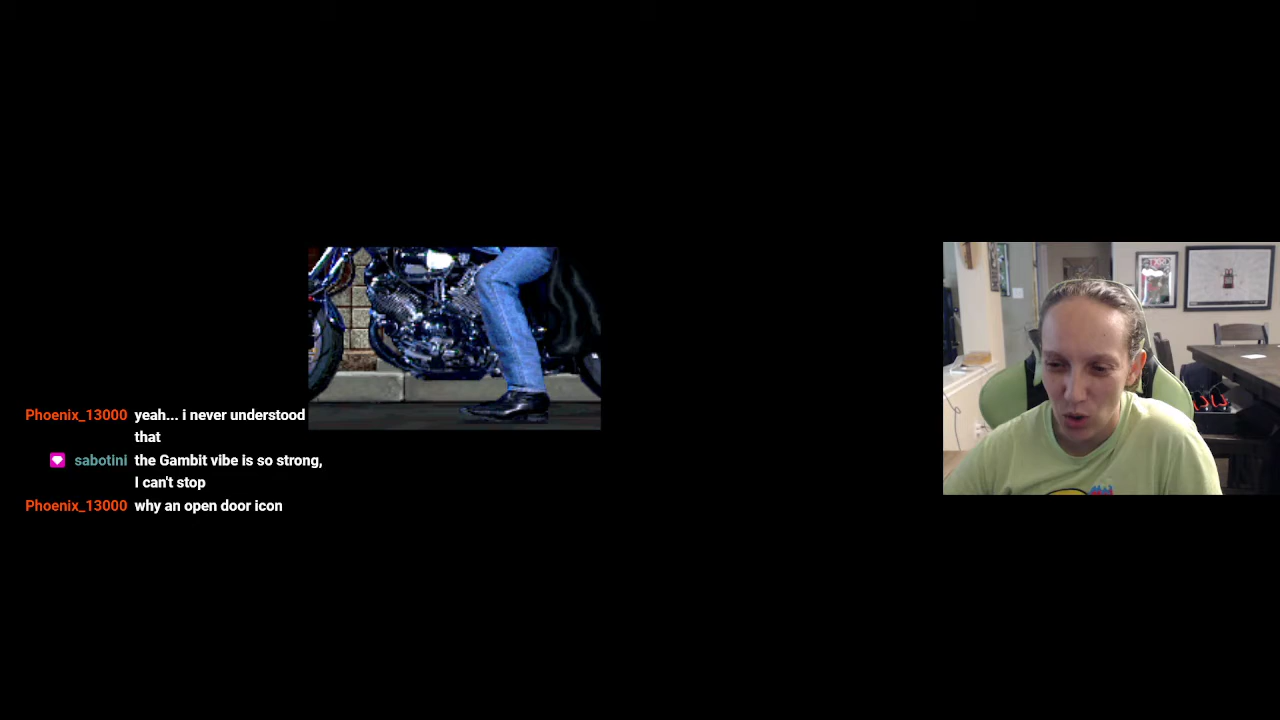 Phoenix_13000 yeah... i never understood
that
sabotini the Gambit vibe is so strong,
I can't stop
Phoenix_13000 why an open door icon